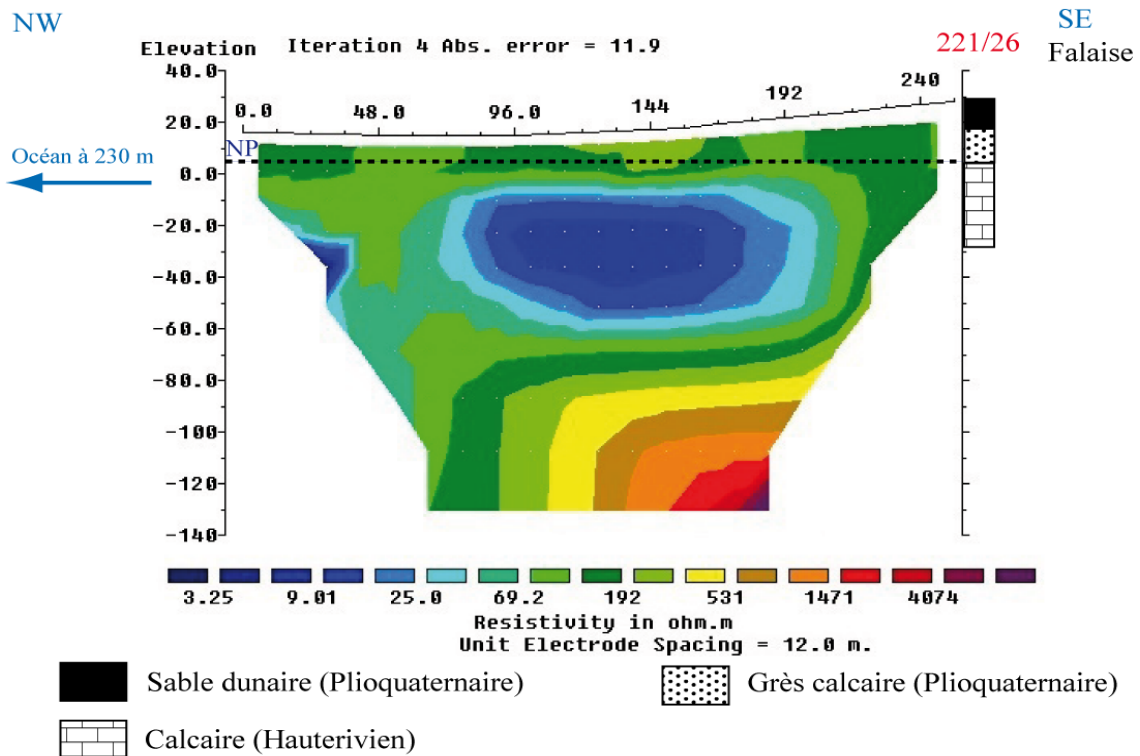 NW
SE
Elevation
Iteration 4 Abs. error = 11.9
221/26
Falaise
40.0
0.0 48.0 96.0 144 192 240
20.0
NP
Océan à 230 m
0.0
-20.0
-40.0
-60.0
-80.0
-100
-120
-140
3.25 9.01 25.0 69.2 192 531 1471 4074
Resistivity in ohm.m
Unit Electrode Spacing = 12.0 m.
Sable dunaire (Plioquaternaire)
Grès calcaire (Plioquaternaire)
Calcaire (Hauterivien)